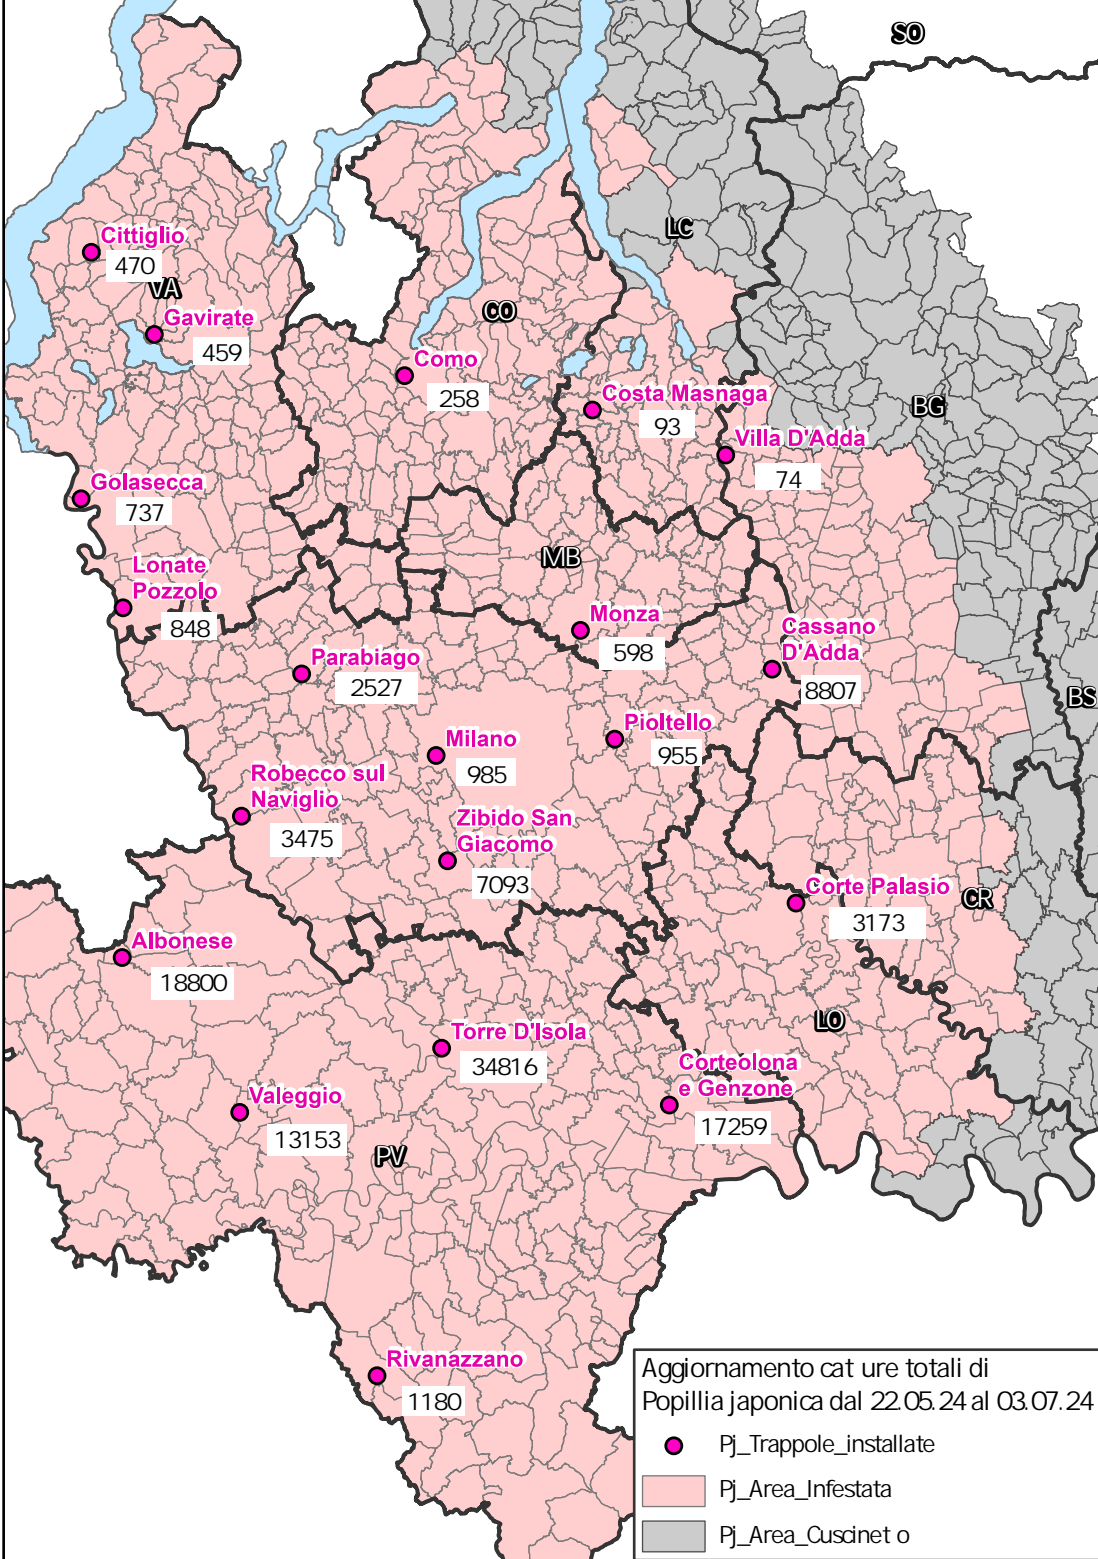 SO
LC
Cittiglio
470
VA
CO
Gavirate
459
Como
258
Costa Masnaga
93
BG
Villa D'Adda
74
Golasecca
737
MB
Lonate
Pozzolo
848
Monza
598
Cassano
D'Adda
8807
Parabiago
2527
BS
Pioltello
955
Milano
985
Robecco sul
Naviglio
3475
Zibido San
Giacomo
7093
Corte Palasio
3173
CR
Albonese
18800
LO
Torre D'Isola
34816
Corteolona
e Genzone
17259
Valeggio
13153
PV
Rivanazzano
1180
Aggiornamento cat ure totali di
Popillia japonica dal 22.05.24 al 03.07.24
Pj_Trappole_installate
Pj_Area_Infestata
Pj_Area_Cuscinet o